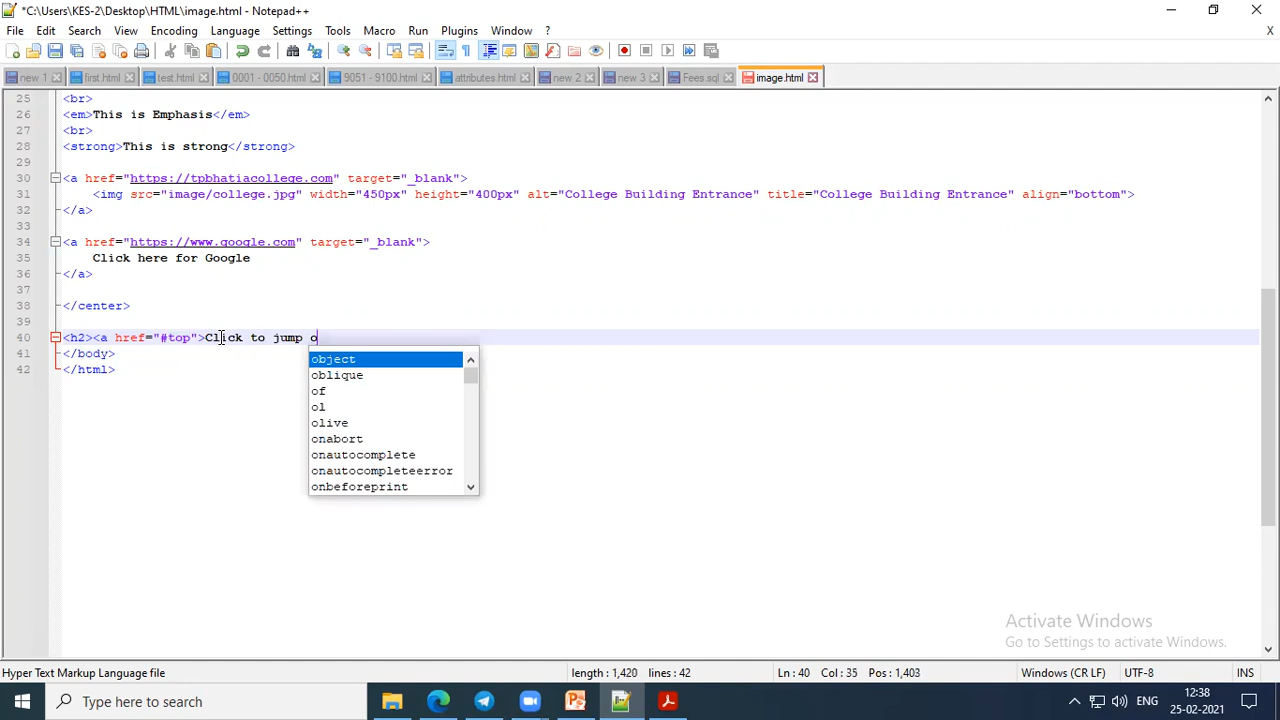 *C:\Users\KES-2\Desktop\HTML\image.html - Notepad++
File Edit Search View Encoding Language Settings Tools Macro Run Plugins Window ? X
new 1 first.html test.html 0001 - 0050.html 9051 - 9100.html attributes.html new 2 new 3 Fees.sql image.html
25 <br>
26 <em>This is Emphasis</em>
27 <br>
28 <strong>This is strong</strong>
29
30 <a href="https://tpbhatiacollege.com" target="_blank">
31 <img src="image/college.jpg" width="450px" height="400px" alt="College Building Entrance" title="College Building Entrance" align="bottom">
32 </a>
33
34 <a href="https://www.google.com" target="_blank">
35 Click here for Google
36 </a>
37
38 </center>
39
40 <h2><a href="#top">Click to jump o
41 </body>
42 </html>
object
oblique
of
ol
olive
onabort
onautocomplete
onautocompleteerror
onbeforeprint
Activate Windows
Go to Settings to activate Windows.
Hyper Text Markup Language file length : 1,420 lines : 42 Ln : 40 Col : 35 Pos : 1,403 Windows (CR LF) UTF-8 INS
Type here to search ENG 12:38
25-02-2021